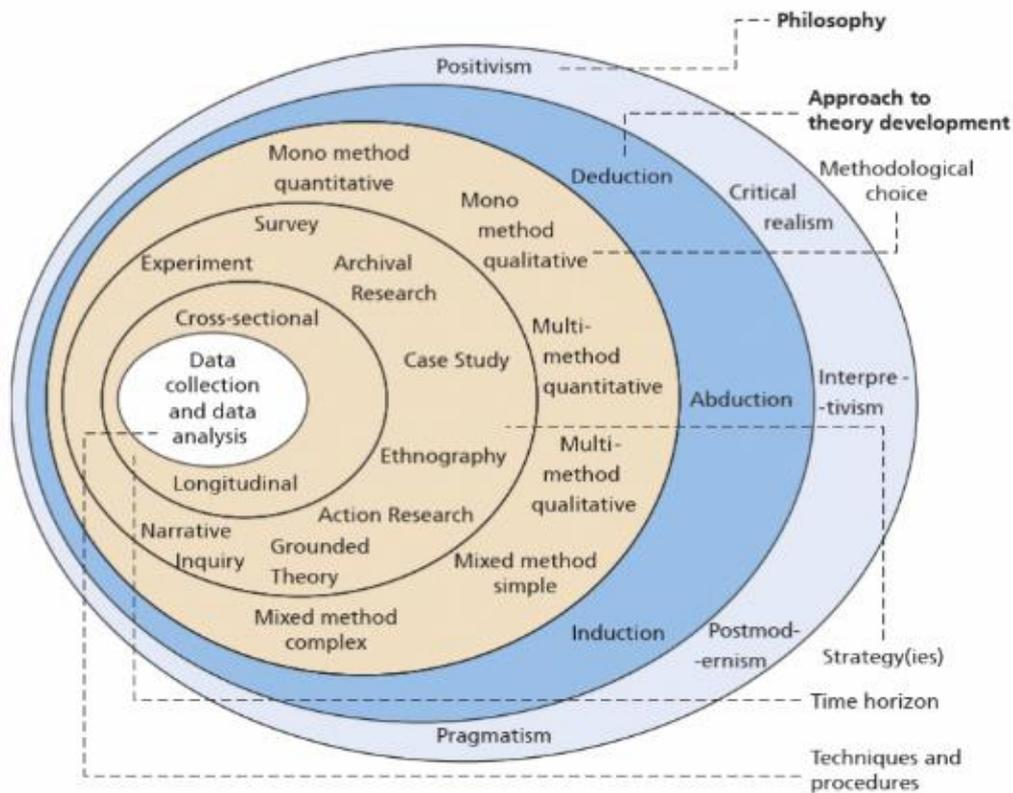 Philosophy
Positivism
Approach to
theory development
Mono method
quantitative
Deduction
Methodological
choice
Critical
realism
Mono
method
qualitative
Survey
Experiment
Archival
Research
Cross-sectional
Multi-
method
quantitative
Case Study
Data
collection
and data
analysis
Abduction
Interpre -
-tivism
Ethnography
Multi-
method
qualitative
Longitudinal
Action Research
Narrative
Inquiry
Grounded
Theory
Mixed method
simple
Mixed method
complex
Induction
Postmod-
-ernism
Strategy(ies)
Time horizon
Pragmatism
Techniques and
procedures